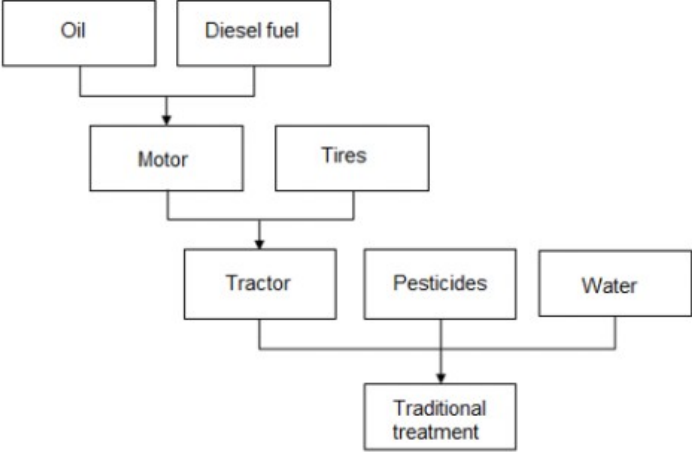 Oil
Diesel fuel
Motor
Tires
Tractor
Pesticides
Water
Traditional
treatment